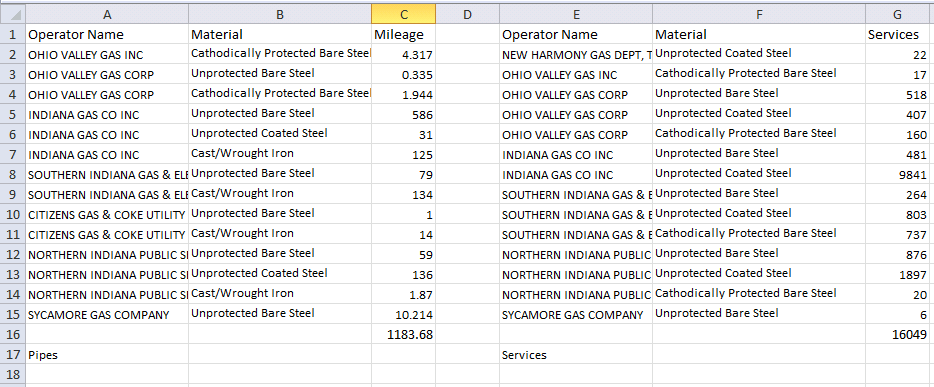 A B C D E F G
1 Operator Name Material Mileage Operator Name Material Services
2 OHIO VALLEY GAS INC Cathodically Protected Bare Steel 4.317 NEW HARMONY GAS DEPT, T Unprotected Coated Steel 22
3 OHIO VALLEY GAS CORP Unprotected Bare Steel 0.335 OHIO VALLEY GAS INC Cathodically Protected Bare Steel 17
4 OHIO VALLEY GAS CORP Cathodically Protected Bare Steel 1.944 OHIO VALLEY GAS CORP Unprotected Bare Steel 518
5 INDIANA GAS CO INC Unprotected Bare Steel 586 OHIO VALLEY GAS CORP Unprotected Coated Steel 407
6 INDIANA GAS CO INC Unprotected Coated Steel 31 OHIO VALLEY GAS CORP Cathodically Protected Bare Steel 160
7 INDIANA GAS CO INC Cast/Wrought Iron 125 INDIANA GAS CO INC Unprotected Bare Steel 481
8 SOUTHERN INDIANA GAS & ELE Unprotected Bare Steel 79 INDIANA GAS CO INC Unprotected Coated Steel 9841
9 SOUTHERN INDIANA GAS & ELE Cast/Wrought Iron 134 SOUTHERN INDIANA GAS & E Unprotected Bare Steel 264
10 CITIZENS GAS & COKE UTILITY Unprotected Bare Steel 1 SOUTHERN INDIANA GAS & E Unprotected Coated Steel 803
11 CITIZENS GAS & COKE UTILITY Cast/Wrought Iron 14 SOUTHERN INDIANA GAS & E Cathodically Protected Bare Steel 737
12 NORTHERN INDIANA PUBLIC S Unprotected Bare Steel 59 NORTHERN INDIANA PUBLIC Unprotected Bare Steel 876
13 NORTHERN INDIANA PUBLIC S Unprotected Coated Steel 136 NORTHERN INDIANA PUBLIC Unprotected Coated Steel 1897
14 NORTHERN INDIANA PUBLIC S Cast/Wrought Iron 1.87 NORTHERN INDIANA PUBLIC Cathodically Protected Bare Steel 20
15 SYCAMORE GAS COMPANY Unprotected Bare Steel 10.214 SYCAMORE GAS COMPANY Unprotected Bare Steel 6
16 1183.68 16049
17 Pipes Services
18